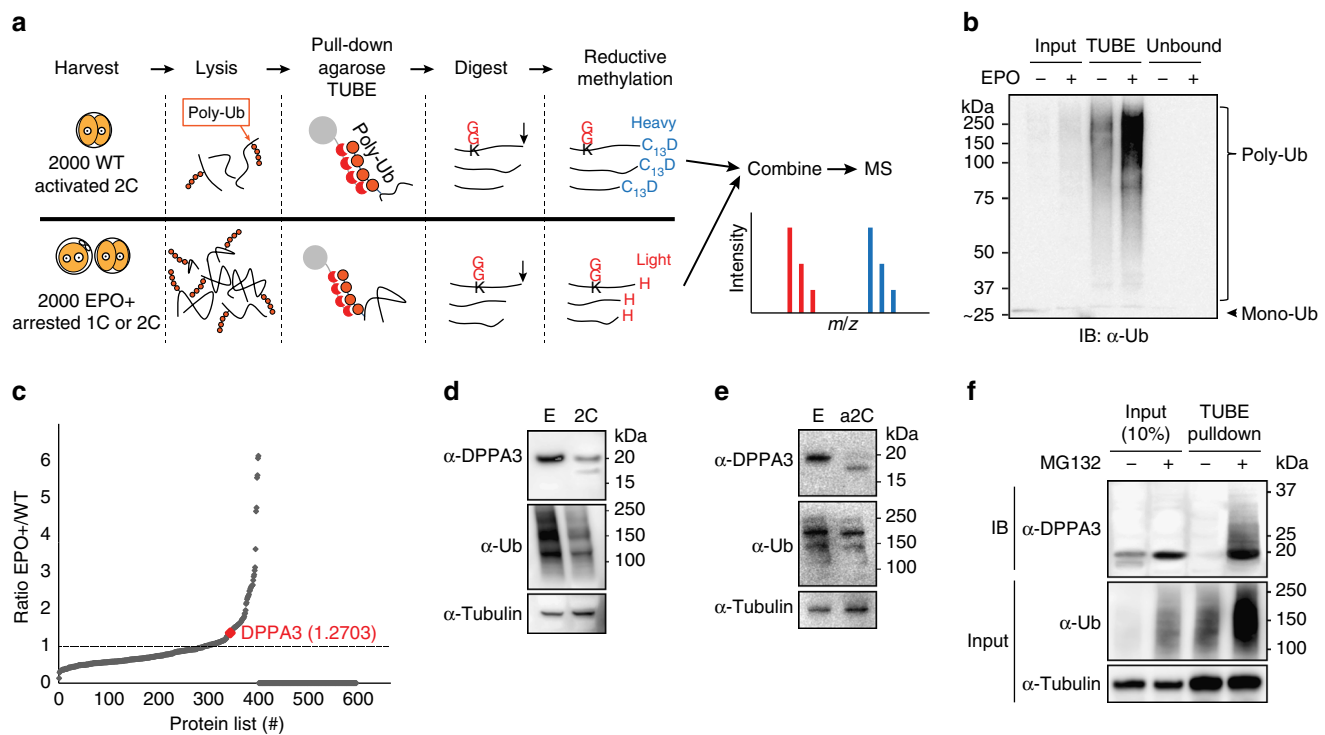 a
Harvest
Lysis
Pull-down
agarose
TUBE
Digest
Reductive
methylation
Poly-Ub
2000 WT
activated 2C
Poly-Ub
G
G
K
G
G
K
Heavy
C13D
C13D
C13D
Combine
MS
2000 EPO+
arrested 1C or 2C
G
G
K
G
G
K
Light
H
H
H
Intensity
m/z
b
Input TUBE Unbound
EPO – + – + – +
kDa
250
150
100
75
50
37
~25
Poly-Ub
Mono-Ub
IB: α-Ub
c
Ratio EPO+/WT
6
5
4
3
2
1
0
DPPA3 (1.2703)
0 100 200 300 400 500 600
Protein list (#)
d
E 2C
kDa
α-DPPA3
20
15
α-Ub
250
150
100
α-Tubulin
e
E a2C
kDa
α-DPPA3
20
15
α-Ub
250
150
100
α-Tubulin
f
Input
(10%)
TUBE
pulldown
MG132 – + – + kDa
IB
α-DPPA3
37
25
20
Input
α-Ub
250
150
100
α-Tubulin